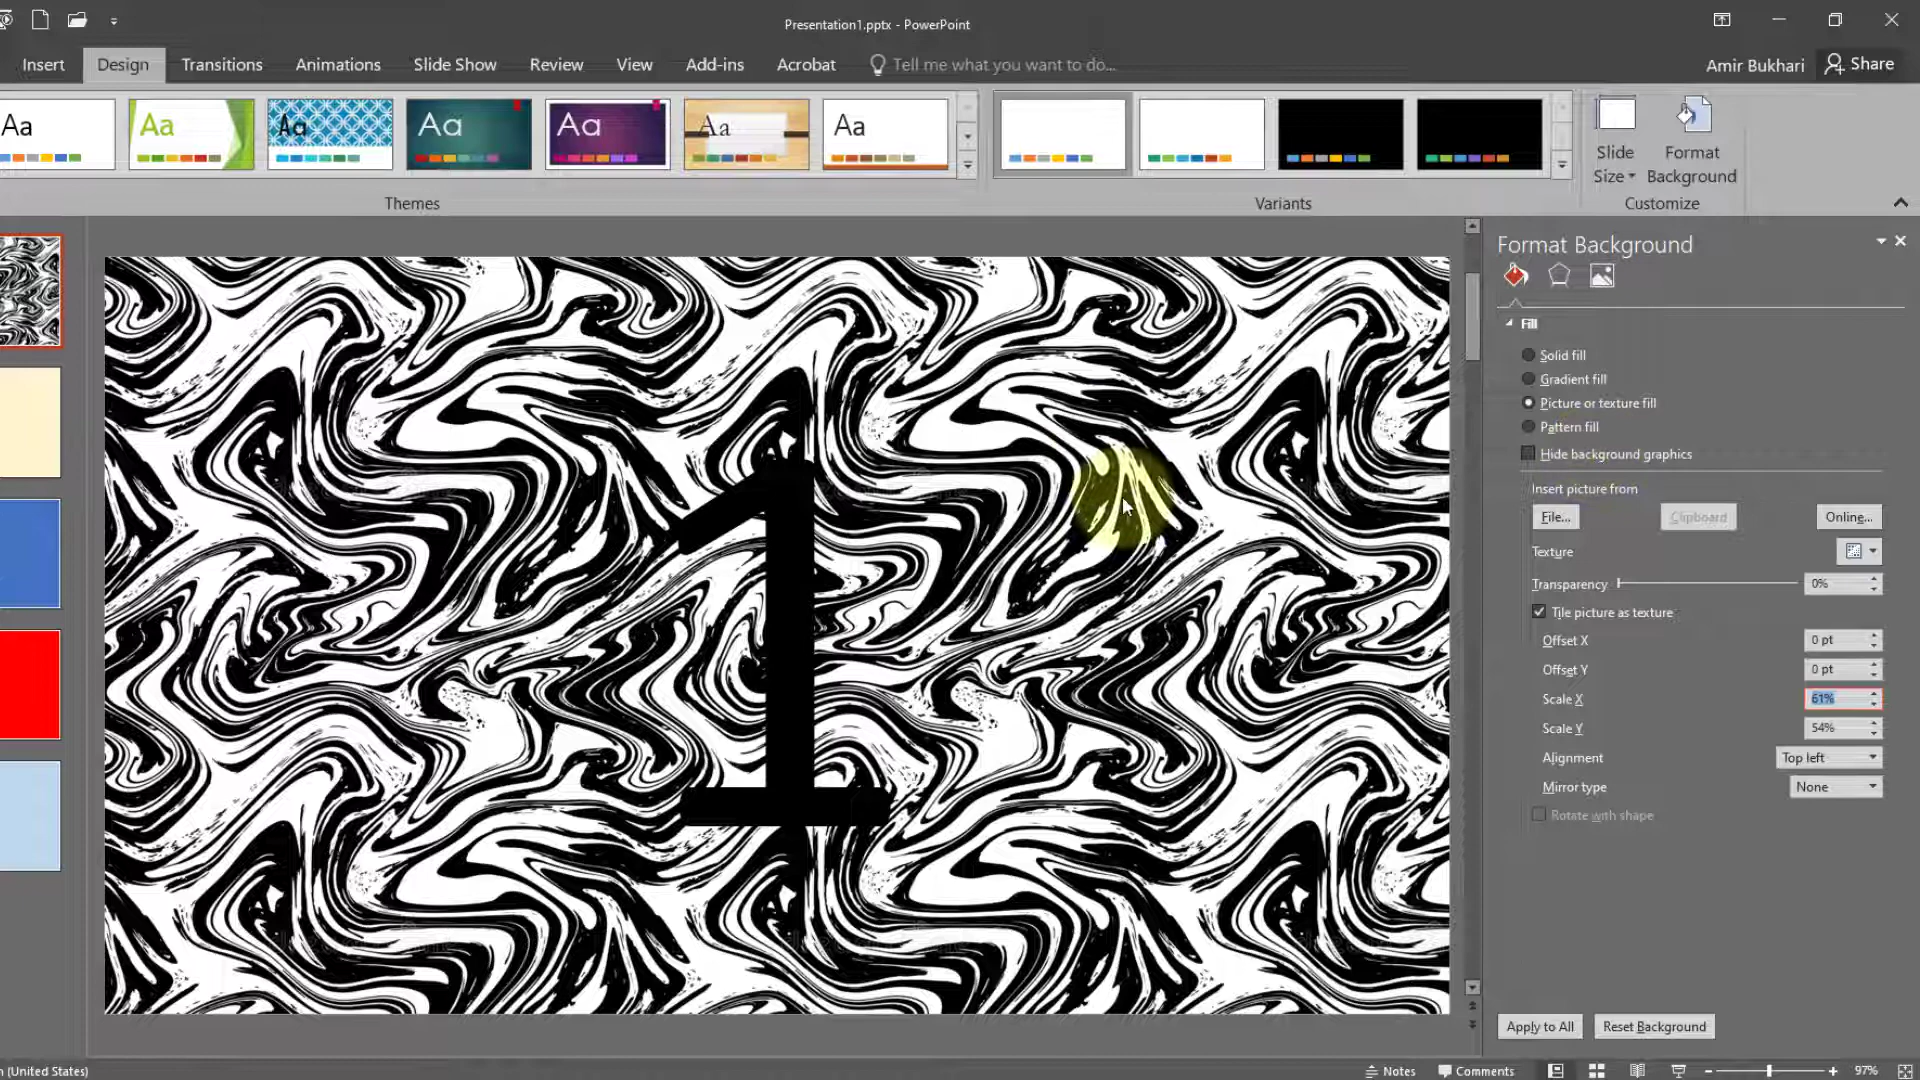 Presentation1.pptx - PowerPoint
Insert Design Transitions Animations Slide Show Review View Add-ins Acrobat Tell me what you want to do... Amir Bukhari Share
Aa Aa Aa Aa Aa Aa Aa
Slide Size Format Background
Themes Variants Customize
Format Background
Fill
Solid fill
Gradient fill
Picture or texture fill
Pattern fill
Hide background graphics
Insert picture from
File... Clipboard Online...
Texture
Transparency 0%
Tile picture as texture
Offset X 0 pt
Offset Y 0 pt
Scale X 61%
Scale Y 54%
Alignment Top left
Mirror type None
Rotate with shape
1
Apply to All Reset Background
(United States) Notes Comments 97%